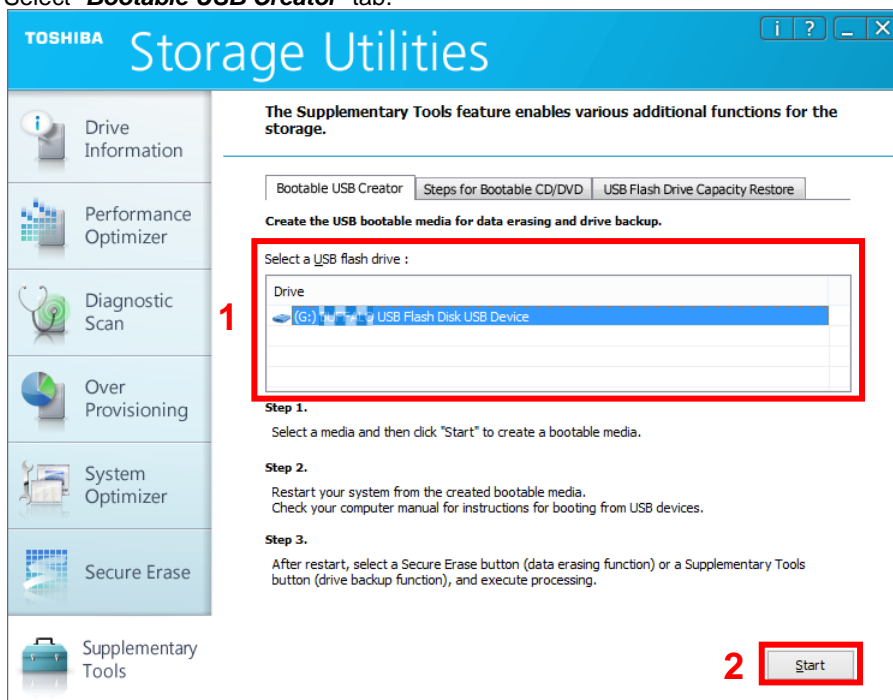 Select "Bootable USB Creator" tab.
TOSHIBA Storage Utilities
i ? _ X
The Supplementary Tools feature enables various additional functions for the
storage.
Drive
Information
Performance
Optimizer
Diagnostic
Scan
Over
Provisioning
System
Optimizer
Secure Erase
Supplementary
Tools
Bootable USB Creator Steps for Bootable CD/DVD USB Flash Drive Capacity Restore
Create the USB bootable media for data erasing and drive backup.
1
Select a USB flash drive :
Drive
(G:) USB Flash Disk USB Device
Step 1.
Select a media and then click "Start" to create a bootable media.
Step 2.
Restart your system from the created bootable media.
Check your computer manual for instructions for booting from USB devices.
Step 3.
After restart, select a Secure Erase button (data erasing function) or a Supplementary Tools
button (drive backup function), and execute processing.
2
Start